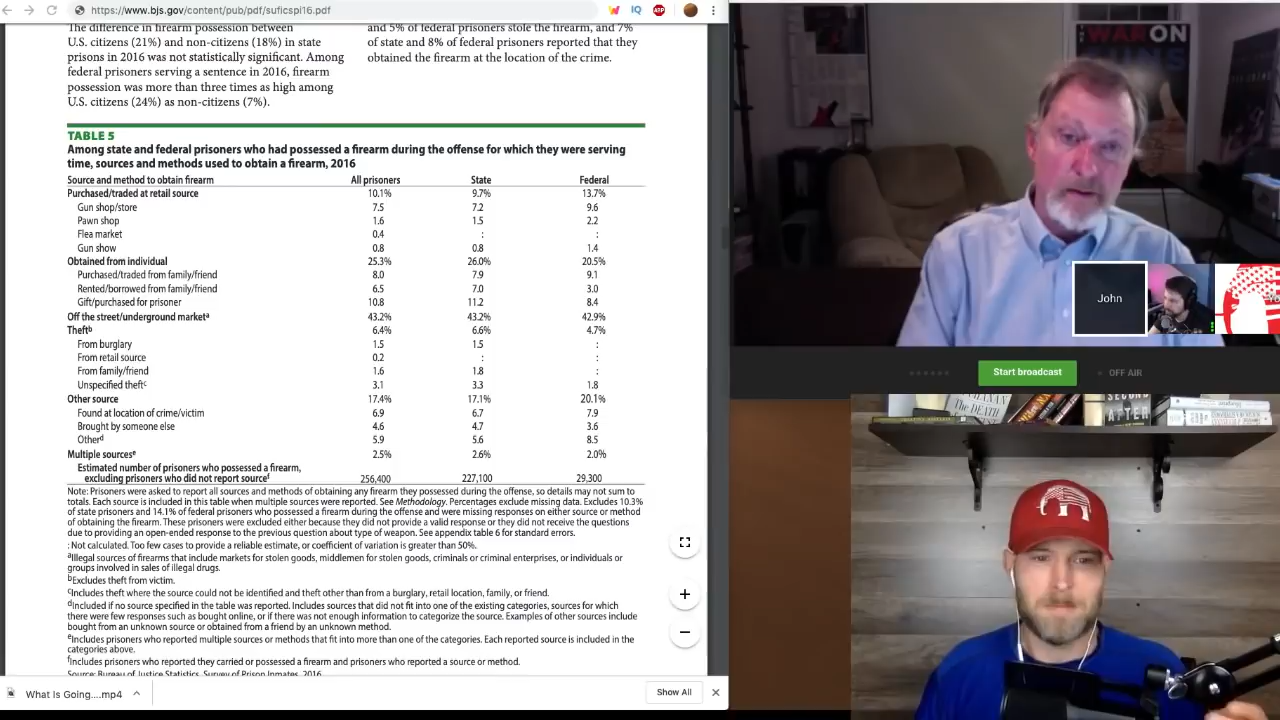 https://www.bjs.gov/content/pub/pdf/suficspi16.pdf
W IQ ABP
The difference in firearm possession between
U.S. citizens (21%) and non-citizens (18%) in state
prisons in 2016 was not statistically significant. Among
federal prisoners serving a sentence in 2016, firearm
possession was more than three times as high among
U.S. citizens (24%) as non-citizens (7%).
and 5% of federal prisoners stole the firearm, and 7%
of state and 8% of federal prisoners reported that they
obtained the firearm at the location of the crime.
TABLE 5
Among state and federal prisoners who had possessed a firearm during the offense for which they were serving
time, sources and methods used to obtain a firearm, 2016
Source and method to obtain firearm All prisoners State Federal
Purchased/traded at retail source 10.1% 9.7% 13.7%
Gun shop/store 7.5 7.2 9.6
Pawn shop 1.6 1.5 2.2
Flea market 0.4 : :
Gun show 0.8 0.8 1.4
Obtained from individual 25.3% 26.0% 20.5%
Purchased/traded from family/friend 8.0 7.9 9.1
Rented/borrowed from family/friend 6.5 7.0 3.0
Gift/purchased for prisoner 10.8 11.2 8.4
Off the street/underground marketa 43.2% 43.2% 42.9%
Theftb 6.4% 6.6% 4.7%
From burglary 1.5 1.5 :
From retail source 0.2 : :
From family/friend 1.6 1.8 :
Unspecified theftc 3.1 3.3 1.8
Other source 17.4% 17.1% 20.1%
Found at location of crime/victim 6.9 6.7 7.9
Brought by someone else 4.6 4.7 3.6
Otherd 5.9 5.6 8.5
Multiple sourcese 2.5% 2.6% 2.0%
Estimated number of prisoners who possessed a firearm,
excluding prisoners who did not report sourcef 256,400 227,100 29,300
Note: Prisoners were asked to report all sources and methods of obtaining any firearm they possessed during the offense, so details may not sum to
totals. Each source is included in this table when multiple sources were reported. See Methodology. Percentages exclude missing data. Excludes 10.3%
of state prisoners and 14.1% of federal prisoners who possessed a firearm during the offense and were missing responses on either source or method
of obtaining the firearm. These prisoners were excluded either because they did not provide a valid response or they did not receive the questions
due to providing an open-ended response to the previous question about type of weapon. See appendix table 6 for standard errors.
: Not calculated. Too few cases to provide a reliable estimate, or coefficient of variation is greater than 50%.
aIllegal sources of firearms that include markets for stolen goods, middlemen for stolen goods, criminals or criminal enterprises, or individuals or
groups involved in sales of illegal drugs.
bExcludes theft from victim.
cIncludes theft where the source could not be identified and theft other than from a burglary, retail location, family, or friend.
dIncluded if no source specified in the table was reported. Includes sources that did not fit into one of the existing categories, sources for which
there were few responses such as bought online, or if there was not enough information to categorize the source. Examples of other sources include
bought from an unknown source or obtained from a friend by an unknown method.
eIncludes prisoners who reported multiple sources or methods that fit into more than one of the categories. Each reported source is included in the
categories above.
fIncludes prisoners who reported they carried or possessed a firearm and prisoners who reported a source or method.
Source: Bureau of Justice Statistics, Survey of Prison Inmates, 2016.
What Is Going....mp4
Show All
WAR ON
GUNS
John
Start broadcast
OFF AIR
The DEATH
SECOND
AFTER